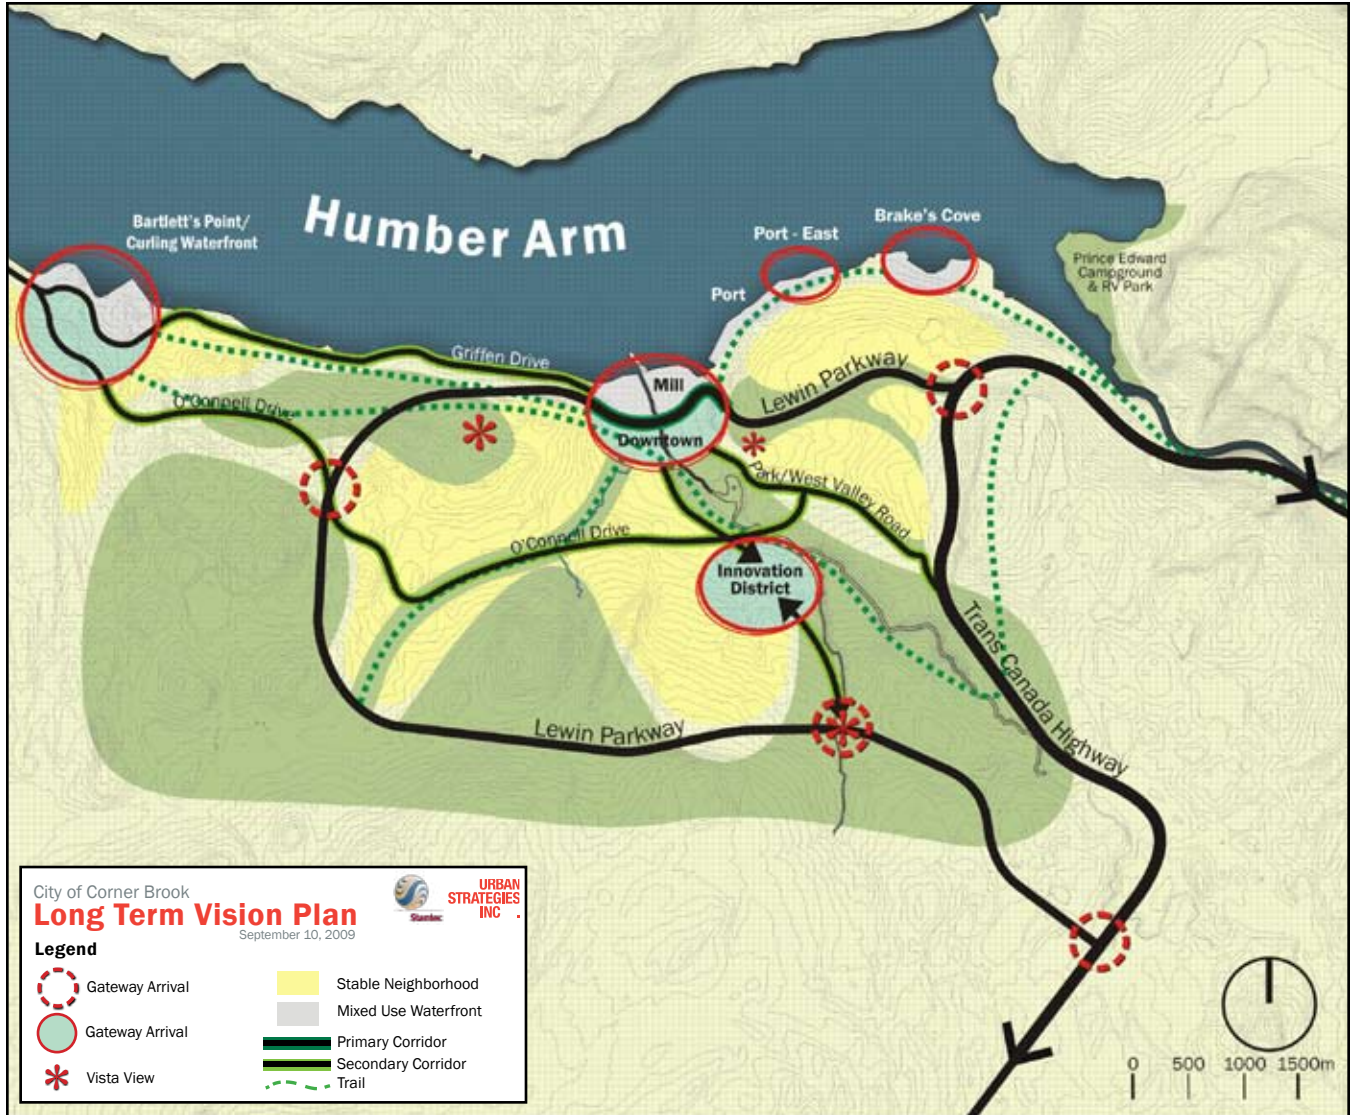 Humber Arm
Bartlett's Point/
Curling Waterfront
Brake's Cove
Port - East
Port
Prince Edward
Campground
& RV Park
Griffen Drive
Mill
Lewin Parkway
O'Connell Drive
Downtown
Park/West Valley Road
O'Connell Drive
Innovation
District
Trans Canada Highway
Lewin Parkway
City of Corner Brook
Long Term Vision Plan
September 10, 2009
Stantec
URBAN
STRATEGIES
INC .
Legend
Gateway Arrival
Gateway Arrival
Vista View
Stable Neighborhood
Mixed Use Waterfront
Primary Corridor
Secondary Corridor
Trail
0 500 1000 1500m